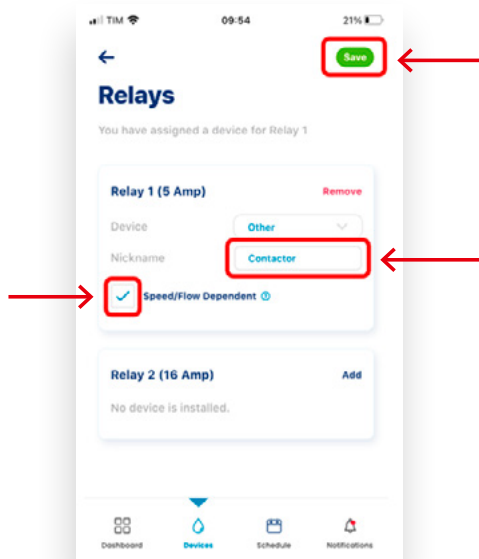 TIM 09:54 21%
Save
Relays
You have assigned a device for Relay 1
Relay 1 (5 Amp) Remove
Device Other
Nickname Contactor
Speed/Flow Dependent ?
Relay 2 (16 Amp) Add
No device is installed.
Dashboard Devices Schedule Notifications